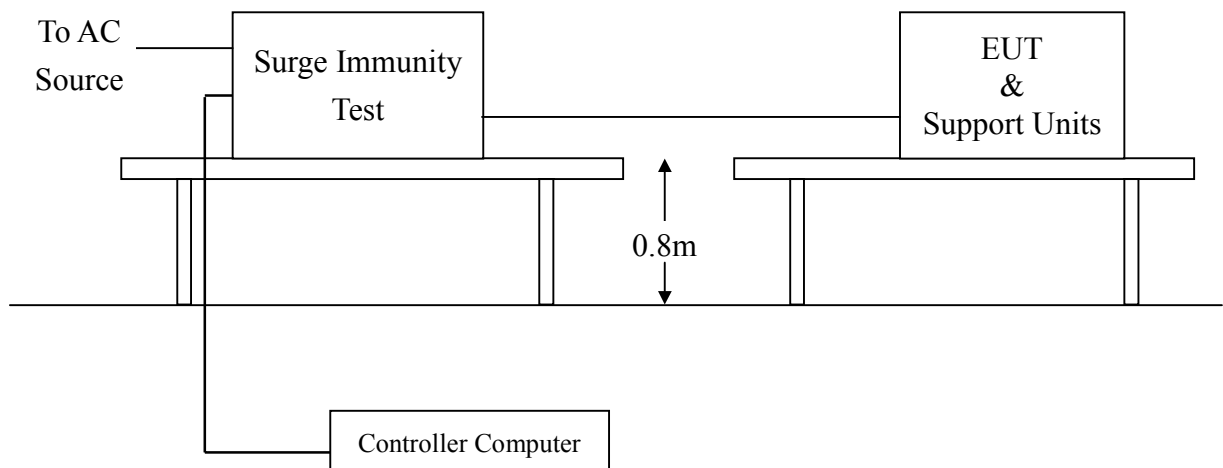 To AC
Source
Surge Immunity
Test
EUT
&
Support Units
0.8m
Controller Computer